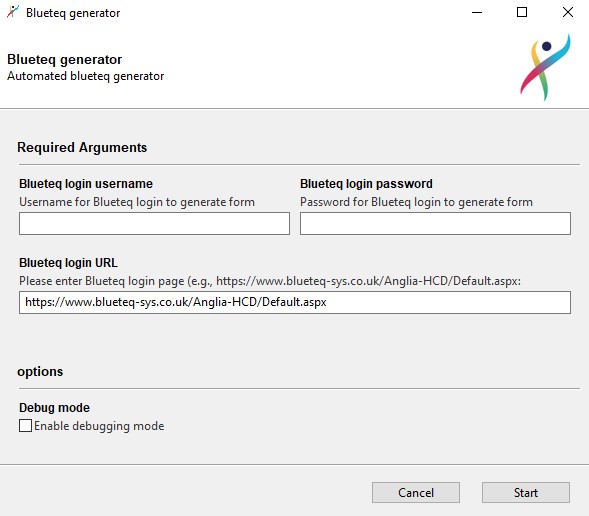 Blueteq generator
Blueteq generator
Automated blueteq generator
Required Arguments
Blueteq login username
Username for Blueteq login to generate form
Blueteq login password
Password for Blueteq login to generate form
Blueteq login URL
Please enter Blueteq login page (e.g., https://www.blueteq-sys.co.uk/Anglia-HCD/Default.aspx:
https://www.blueteq-sys.co.uk/Anglia-HCD/Default.aspx
options
Debug mode
Enable debugging mode
Cancel
Start